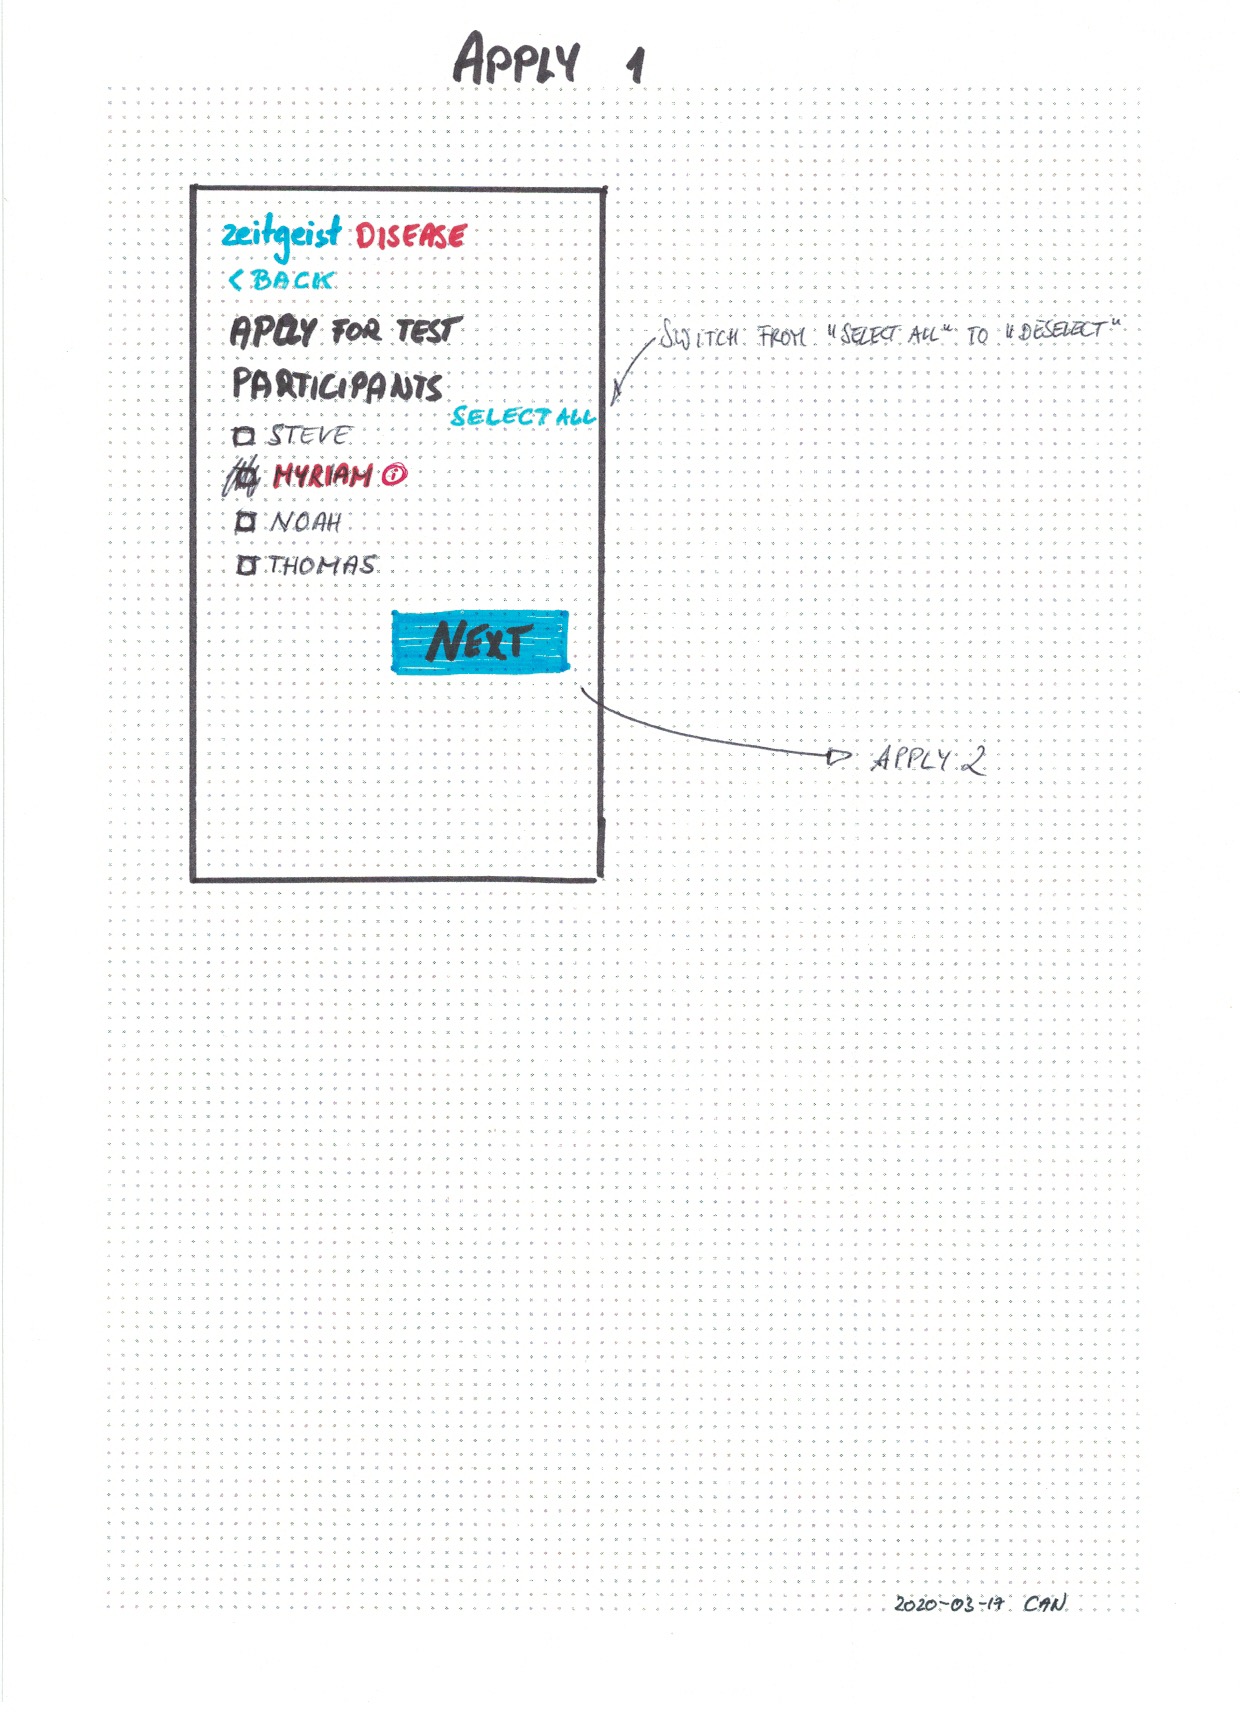 APPLY 1
zeitgeist DISEASE
< BACK
APPLY FOR TEST
SWITCH FROM "SELECT ALL" TO "DESELECT"
PARTICIPANTS
SELECT ALL
STEVE
MYRIAM i
NOAH
THOMAS
NEXT
APPLY 2
2020-03-17 CAN